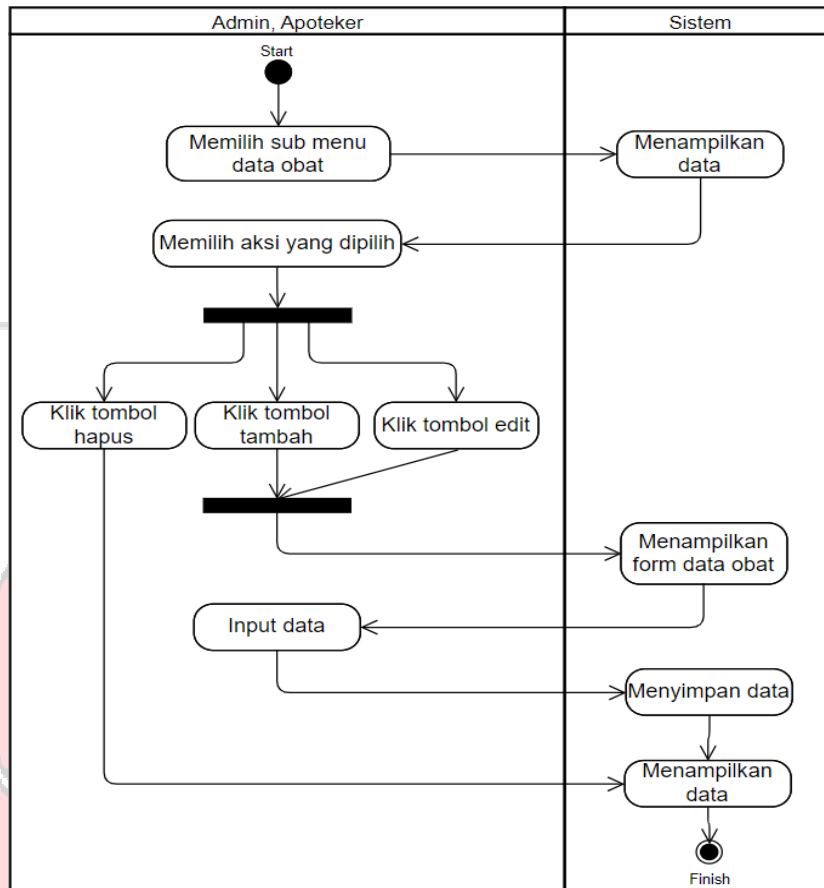 Admin, Apoteker
Sistem
Start
Memilih sub menu
data obat
Menampilkan
data
Memilih aksi yang dipilih
Klik tombol
hapus
Klik tombol
tambah
Klik tombol edit
Menampilkan
form data obat
Input data
Menyimpan data
Menampilkan
data
Finish